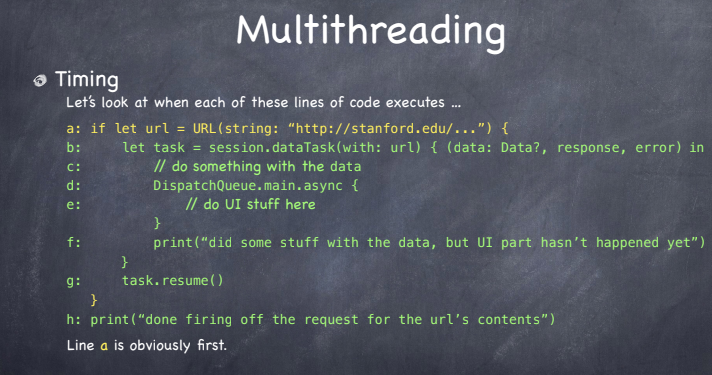 Multithreading
Timing
Let's look at when each of these lines of code executes ...
a: if let url = URL(string: “http://stanford.edu/...”) {
b: let task = session.dataTask(with: url) { (data: Data?, response, error) in
c: // do something with the data
d: DispatchQueue.main.async {
e: // do UI stuff here
}
f: print(“did some stuff with the data, but UI part hasn’t happened yet”)
}
g: task.resume()
}
h: print(“done firing off the request for the url's contents”)
Line a is obviously first.